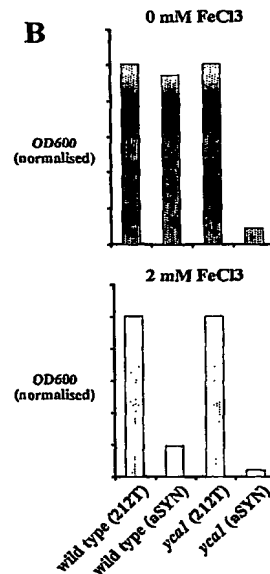 B
0 mM FeCl3
OD600
(normalised)
2 mM FeCl3
OD600
(normalised)
wild type (212T)
wild type (aSYN)
yca1 (212T)
yca1 (aSYN)